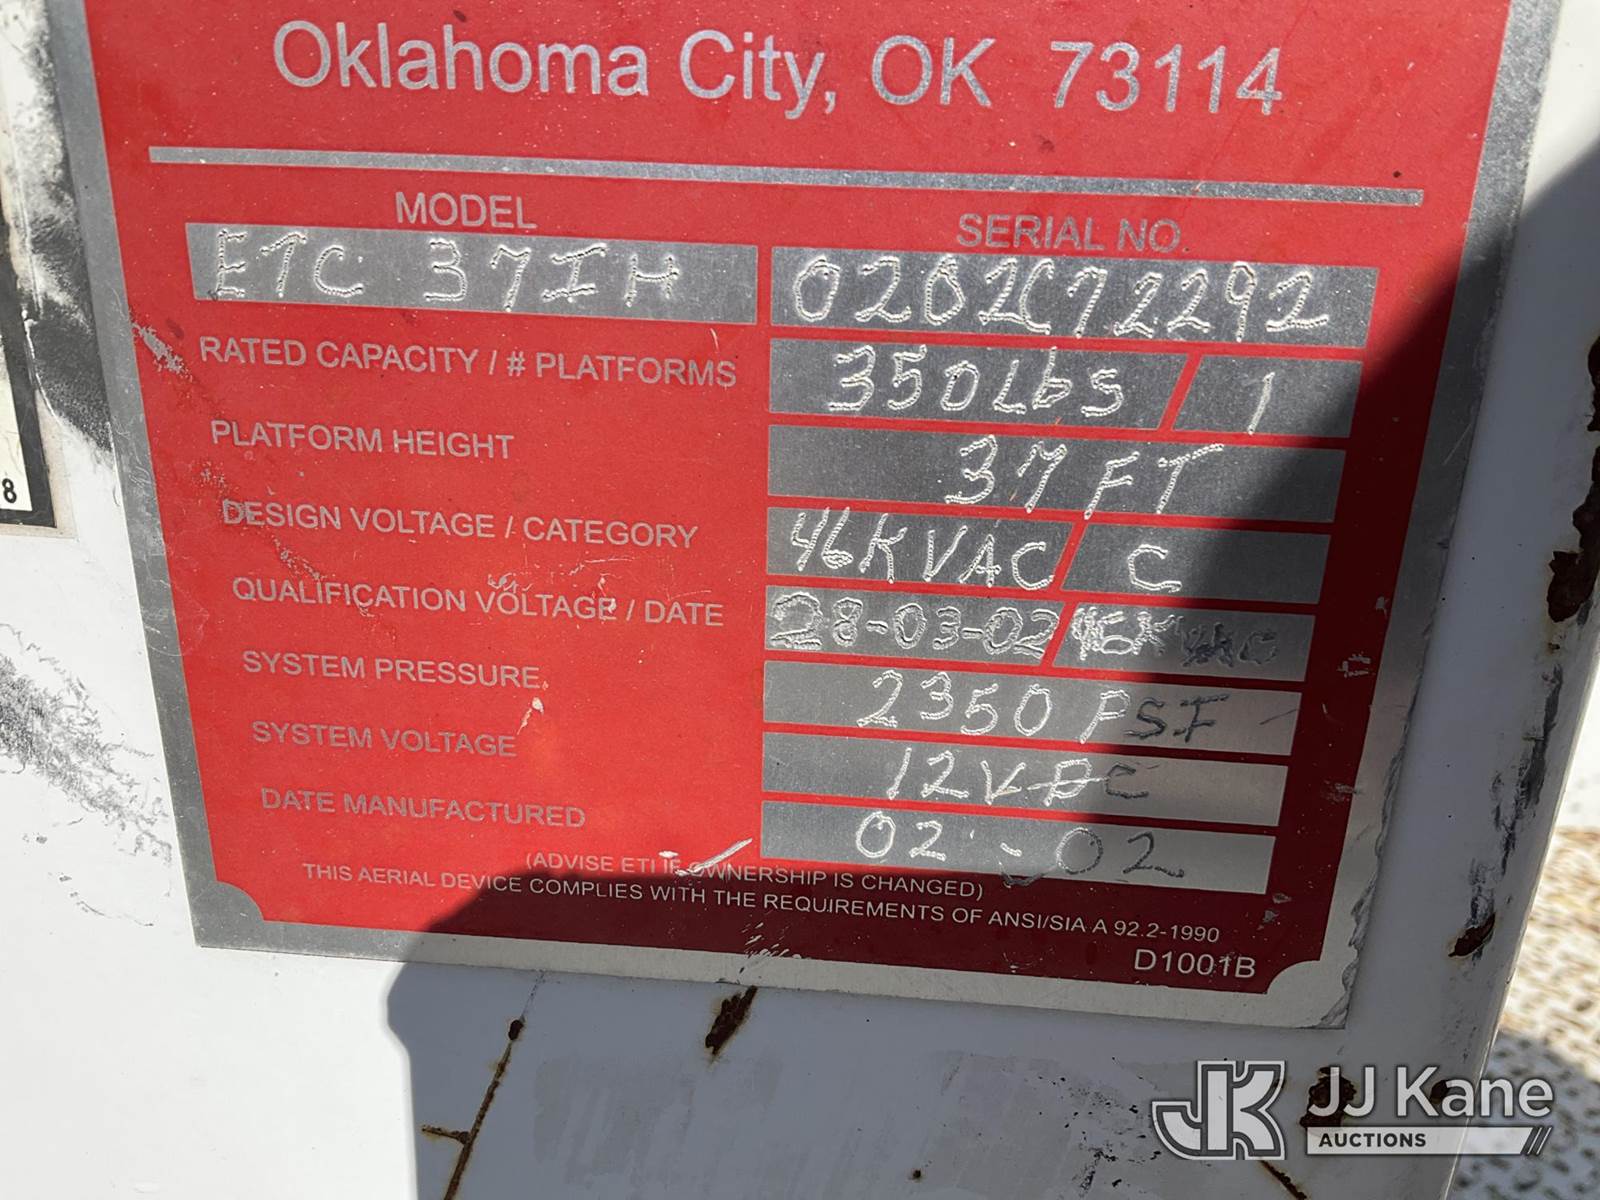 Oklahoma City, OK 73114
MODEL SERIAL NO.
ETC 37IH 0202C72292
RATED CAPACITY / # PLATFORMS 350Lbs / 1
PLATFORM HEIGHT 37 FT
DESIGN VOLTAGE / CATEGORY 46KVAC / C
QUALIFICATION VOLTAGE / DATE 28-03-02 / 46KVAC
SYSTEM PRESSURE 2350 PSI
SYSTEM VOLTAGE 12VDC
DATE MANUFACTURED 02-02
(ADVISE ETI IF OWNERSHIP IS CHANGED)
THIS AERIAL DEVICE COMPLIES WITH THE REQUIREMENTS OF ANSI/SIA A 92.2-1990
D1001B
8
JK JJ Kane
AUCTIONS